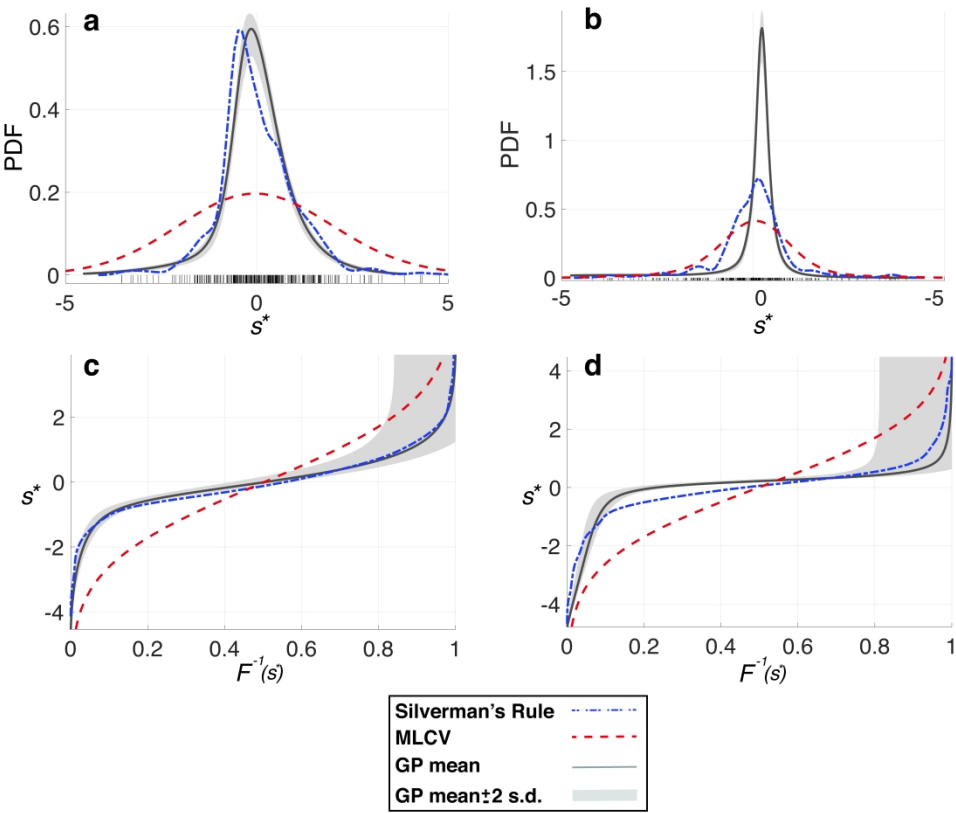 a
0.6
0.4
0.2
0
PDF
-5 0 5
s*
b
1.5
1
0.5
0
PDF
-5 0 -5
s*
c
2
0
-2
-4
s*
0 0.2 0.4 0.6 0.8 1
F-1(s)
d
4
2
0
-2
-4
s*
0 0.2 0.4 0.6 0.8 1
F-1(s)
Silverman's Rule
MLCV
GP mean
GP mean±2 s.d.